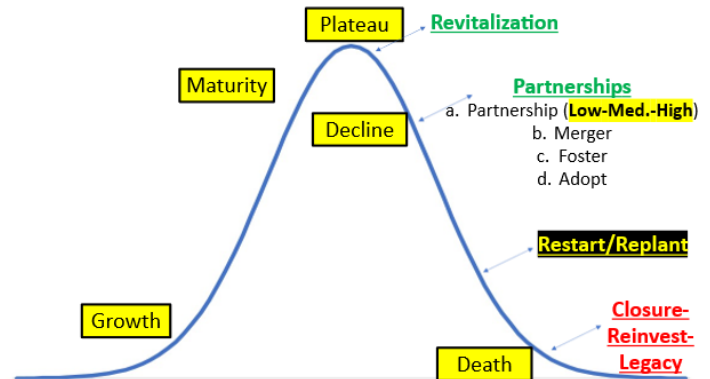 Plateau
Revitalization
Maturity
Partnerships
a. Partnership (Low-Med.-High)
b. Merger
c. Foster
d. Adopt
Decline
Restart/Replant
Growth
Closure-
Reinvest-
Legacy
Death